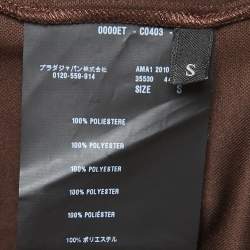 0000ET - C0403 -
プラダジャパン株式会社
0120-559-914
AMA1 2010
35530 44
SIZE S
S
100% POLIESTERE
100% POLYESTER
100% POLYESTER
100% POLIÉSTER
100% POLYESTER
100% ポリエステル